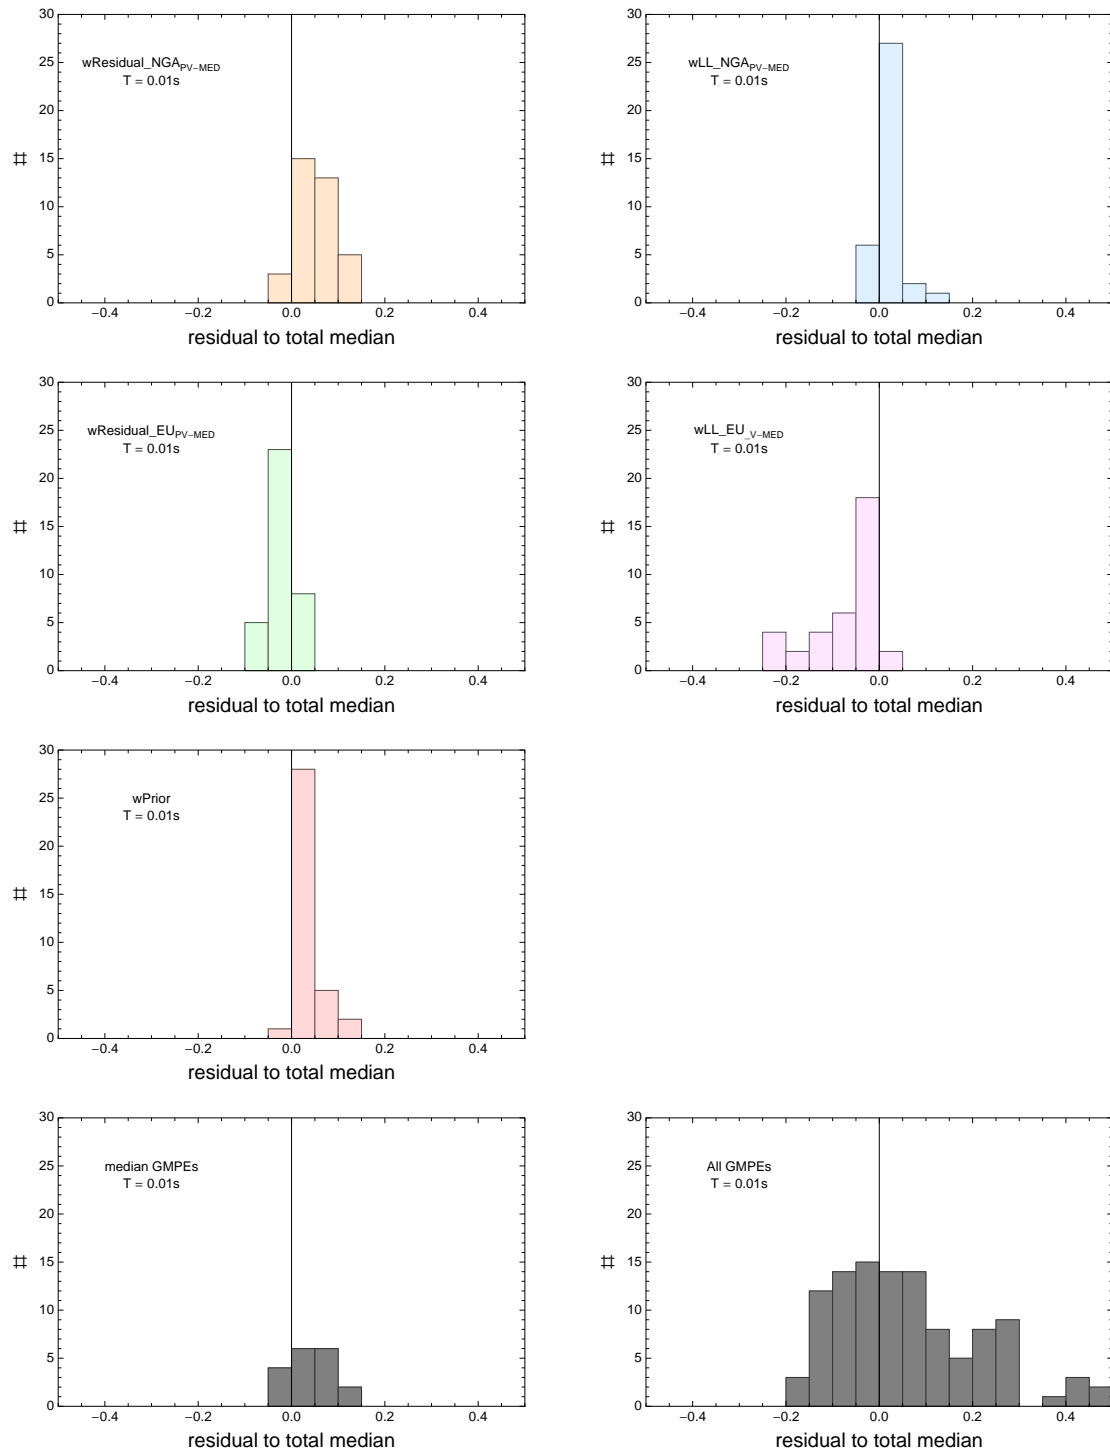 30
25
20
15
10
5
0
#
wResidual_NGA PV−MED
T = 0.01s
−0.4 −0.2 0.0 0.2 0.4
residual to total median
30
25
20
15
10
5
0
#
wLL_NGA PV−MED
T = 0.01s
−0.4 −0.2 0.0 0.2 0.4
residual to total median
30
25
20
15
10
5
0
#
wResidual_EU PV−MED
T = 0.01s
−0.4 −0.2 0.0 0.2 0.4
residual to total median
30
25
20
15
10
5
0
#
wLL_EU _V−MED
T = 0.01s
−0.4 −0.2 0.0 0.2 0.4
residual to total median
30
25
20
15
10
5
0
#
wPrior
T = 0.01s
−0.4 −0.2 0.0 0.2 0.4
residual to total median
30
25
20
15
10
5
0
#
median GMPEs
T = 0.01s
−0.4 −0.2 0.0 0.2 0.4
residual to total median
30
25
20
15
10
5
0
#
All GMPEs
T = 0.01s
−0.4 −0.2 0.0 0.2 0.4
residual to total median